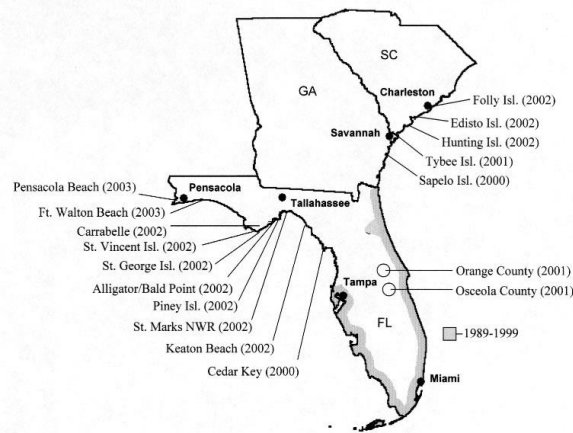 SC
GA
Charleston
Folly Isl. (2002)
Edisto Isl. (2002)
Savannah
Hunting Isl. (2002)
Tybee Isl. (2001)
Sapelo Isl. (2000)
Pensacola Beach (2003)
Pensacola
Tallahassee
Ft. Walton Beach (2003)
Carrabelle (2002)
St. Vincent Isl. (2002)
St. George Isl. (2002)
Alligator/Bald Point (2002)
Piney Isl. (2002)
St. Marks NWR (2002)
Keaton Beach (2002)
Cedar Key (2000)
Orange County (2001)
Tampa
Osceola County (2001)
FL
1989-1999
Miami